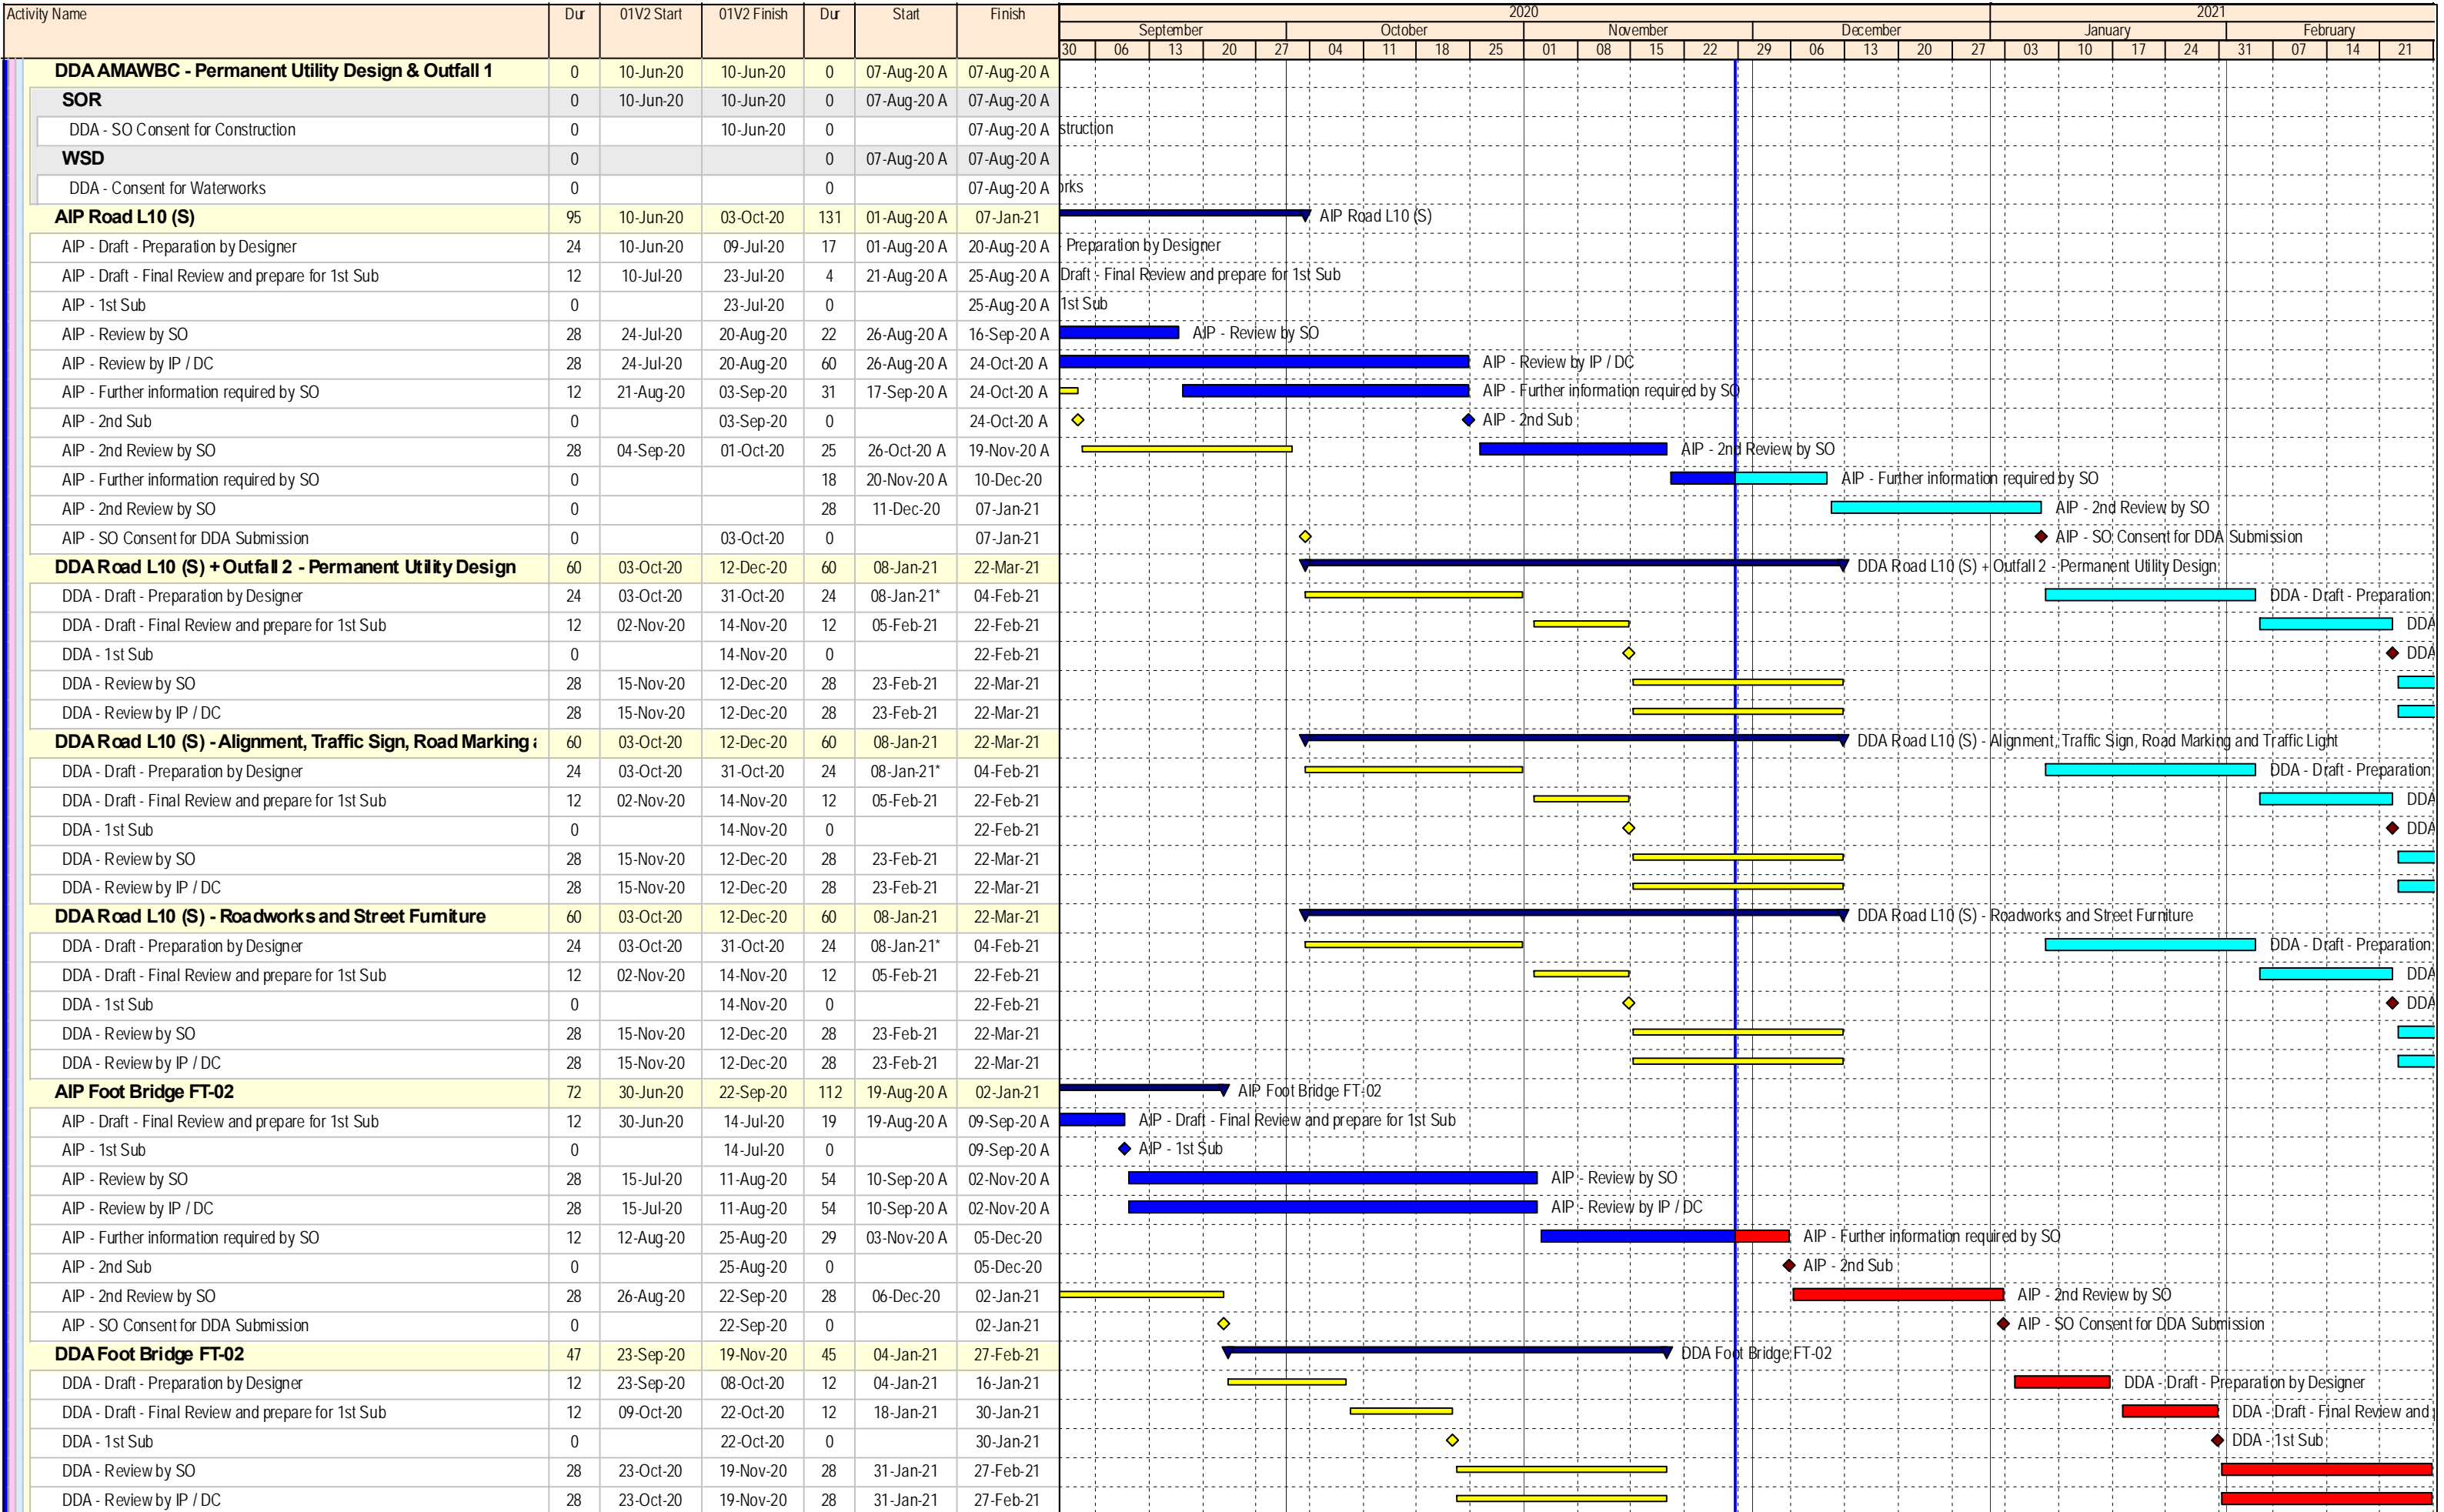 Activity Name Dur 01V2 Start 01V2 Finish Dur Start Finish 2020 2021
September October November December January February
30 06 13 20 27 04 11 18 25 01 08 15 22 29 06 13 20 27 03 10 17 24 31 07 14 21
DDA AMAWBC - Permanent Utility Design & Outfall 1 0 10-Jun-20 10-Jun-20 0 07-Aug-20 A 07-Aug-20 A
SOR 0 10-Jun-20 10-Jun-20 0 07-Aug-20 A 07-Aug-20 A
DDA - SO Consent for Construction 0 10-Jun-20 0 07-Aug-20 A struction
WSD 0 0 07-Aug-20 A 07-Aug-20 A
DDA - Consent for Waterworks 0 0 07-Aug-20 A orks
AIP Road L10 (S) 95 10-Jun-20 03-Oct-20 131 01-Aug-20 A 07-Jan-21 AIP Road L10 (S)
AIP - Draft - Preparation by Designer 24 10-Jun-20 09-Jul-20 17 01-Aug-20 A 20-Aug-20 A Preparation by Designer
AIP - Draft - Final Review and prepare for 1st Sub 12 10-Jul-20 23-Jul-20 4 21-Aug-20 A 25-Aug-20 A Draft - Final Review and prepare for 1st Sub
AIP - 1st Sub 0 23-Jul-20 0 25-Aug-20 A 1st Sub
AIP - Review by SO 28 24-Jul-20 20-Aug-20 22 26-Aug-20 A 16-Sep-20 A AIP - Review by SO
AIP - Review by IP / DC 28 24-Jul-20 20-Aug-20 60 26-Aug-20 A 24-Oct-20 A AIP - Review by IP / DC
AIP - Further information required by SO 12 21-Aug-20 03-Sep-20 31 17-Sep-20 A 24-Oct-20 A AIP - Further information required by SO
AIP - 2nd Sub 0 03-Sep-20 0 24-Oct-20 A AIP - 2nd Sub
AIP - 2nd Review by SO 28 04-Sep-20 01-Oct-20 25 26-Oct-20 A 19-Nov-20 A AIP - 2nd Review by SO
AIP - Further information required by SO 0 18 20-Nov-20 A 10-Dec-20 AIP - Further information required by SO
AIP - 2nd Review by SO 0 28 11-Dec-20 07-Jan-21 AIP - 2nd Review by SO
AIP - SO Consent for DDA Submission 0 03-Oct-20 0 07-Jan-21 AIP - SO Consent for DDA Submission
DDA Road L10 (S) + Outfall 2 - Permanent Utility Design 60 03-Oct-20 12-Dec-20 60 08-Jan-21 22-Mar-21 DDA Road L10 (S) + Outfall 2 - Permanent Utility Design
DDA - Draft - Preparation by Designer 24 03-Oct-20 31-Oct-20 24 08-Jan-21* 04-Feb-21 DDA - Draft - Preparation
DDA - Draft - Final Review and prepare for 1st Sub 12 02-Nov-20 14-Nov-20 12 05-Feb-21 22-Feb-21 DDA
DDA - 1st Sub 0 14-Nov-20 0 22-Feb-21 DDA
DDA - Review by SO 28 15-Nov-20 12-Dec-20 28 23-Feb-21 22-Mar-21
DDA - Review by IP / DC 28 15-Nov-20 12-Dec-20 28 23-Feb-21 22-Mar-21
DDA Road L10 (S) - Alignment, Traffic Sign, Road Marking a 60 03-Oct-20 12-Dec-20 60 08-Jan-21 22-Mar-21 DDA Road L10 (S) - Alignment, Traffic Sign, Road Marking and Traffic Light
DDA - Draft - Preparation by Designer 24 03-Oct-20 31-Oct-20 24 08-Jan-21* 04-Feb-21 DDA - Draft - Preparation
DDA - Draft - Final Review and prepare for 1st Sub 12 02-Nov-20 14-Nov-20 12 05-Feb-21 22-Feb-21 DDA
DDA - 1st Sub 0 14-Nov-20 0 22-Feb-21 DDA
DDA - Review by SO 28 15-Nov-20 12-Dec-20 28 23-Feb-21 22-Mar-21
DDA - Review by IP / DC 28 15-Nov-20 12-Dec-20 28 23-Feb-21 22-Mar-21
DDA Road L10 (S) - Roadworks and Street Furniture 60 03-Oct-20 12-Dec-20 60 08-Jan-21 22-Mar-21 DDA Road L10 (S) - Roadworks and Street Furniture
DDA - Draft - Preparation by Designer 24 03-Oct-20 31-Oct-20 24 08-Jan-21* 04-Feb-21 DDA - Draft - Preparation
DDA - Draft - Final Review and prepare for 1st Sub 12 02-Nov-20 14-Nov-20 12 05-Feb-21 22-Feb-21 DDA
DDA - 1st Sub 0 14-Nov-20 0 22-Feb-21 DDA
DDA - Review by SO 28 15-Nov-20 12-Dec-20 28 23-Feb-21 22-Mar-21
DDA - Review by IP / DC 28 15-Nov-20 12-Dec-20 28 23-Feb-21 22-Mar-21
AIP Foot Bridge FT-02 72 30-Jun-20 22-Sep-20 112 19-Aug-20 A 02-Jan-21 AIP Foot Bridge FT-02
AIP - Draft - Final Review and prepare for 1st Sub 12 30-Jun-20 14-Jul-20 19 19-Aug-20 A 09-Sep-20 A AIP - Draft - Final Review and prepare for 1st Sub
AIP - 1st Sub 0 14-Jul-20 0 09-Sep-20 A AIP - 1st Sub
AIP - Review by SO 28 15-Jul-20 11-Aug-20 54 10-Sep-20 A 02-Nov-20 A AIP - Review by SO
AIP - Review by IP / DC 28 15-Jul-20 11-Aug-20 54 10-Sep-20 A 02-Nov-20 A AIP - Review by IP / DC
AIP - Further information required by SO 12 12-Aug-20 25-Aug-20 29 03-Nov-20 A 05-Dec-20 AIP - Further information required by SO
AIP - 2nd Sub 0 25-Aug-20 0 05-Dec-20 AIP - 2nd Sub
AIP - 2nd Review by SO 28 26-Aug-20 22-Sep-20 28 06-Dec-20 02-Jan-21 AIP - 2nd Review by SO
AIP - SO Consent for DDA Submission 0 22-Sep-20 0 02-Jan-21 AIP - SO Consent for DDA Submission
DDA Foot Bridge FT-02 47 23-Sep-20 19-Nov-20 45 04-Jan-21 27-Feb-21 DDA Foot Bridge FT-02
DDA - Draft - Preparation by Designer 12 23-Sep-20 08-Oct-20 12 04-Jan-21 16-Jan-21 DDA - Draft - Preparation by Designer
DDA - Draft - Final Review and prepare for 1st Sub 12 09-Oct-20 22-Oct-20 12 18-Jan-21 30-Jan-21 DDA - Draft - Final Review and
DDA - 1st Sub 0 22-Oct-20 0 30-Jan-21 DDA - 1st Sub
DDA - Review by SO 28 23-Oct-20 19-Nov-20 28 31-Jan-21 27-Feb-21
DDA - Review by IP / DC 28 23-Oct-20 19-Nov-20 28 31-Jan-21 27-Feb-21